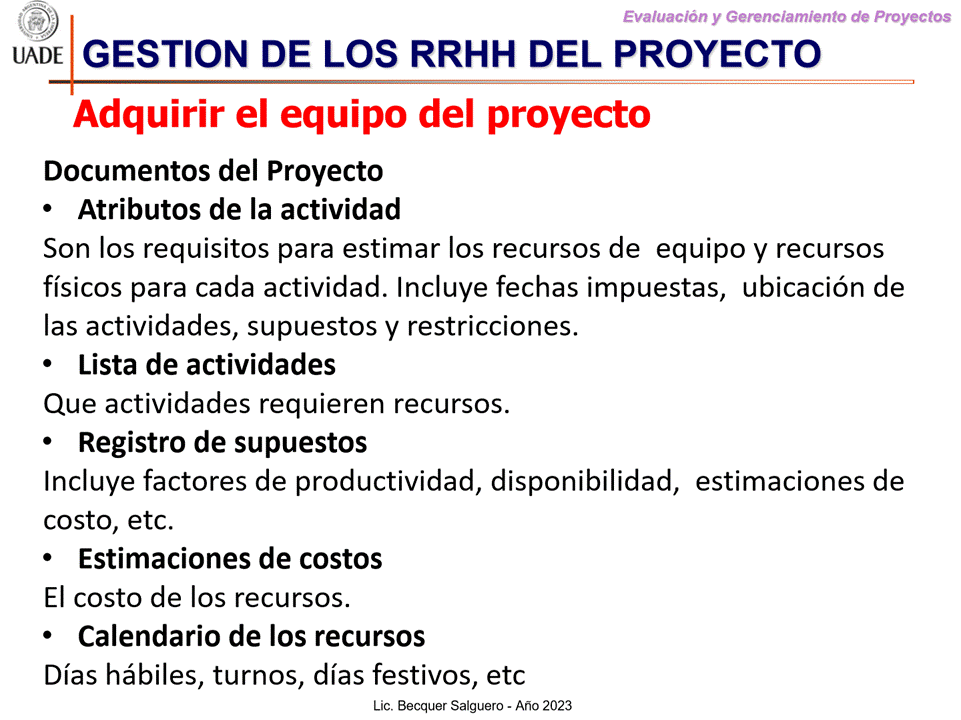 Evaluación y Gerenciamiento de Proyectos
UADE
GESTION DE LOS RRHH DEL PROYECTO
Adquirir el equipo del proyecto
Documentos del Proyecto
• Atributos de la actividad
Son los requisitos para estimar los recursos de equipo y recursos
físicos para cada actividad. Incluye fechas impuestas, ubicación de
las actividades, supuestos y restricciones.
• Lista de actividades
Que actividades requieren recursos.
• Registro de supuestos
Incluye factores de productividad, disponibilidad, estimaciones de
costo, etc.
• Estimaciones de costos
El costo de los recursos.
• Calendario de los recursos
Días hábiles, turnos, días festivos, etc
Lic. Becquer Salguero - Año 2023